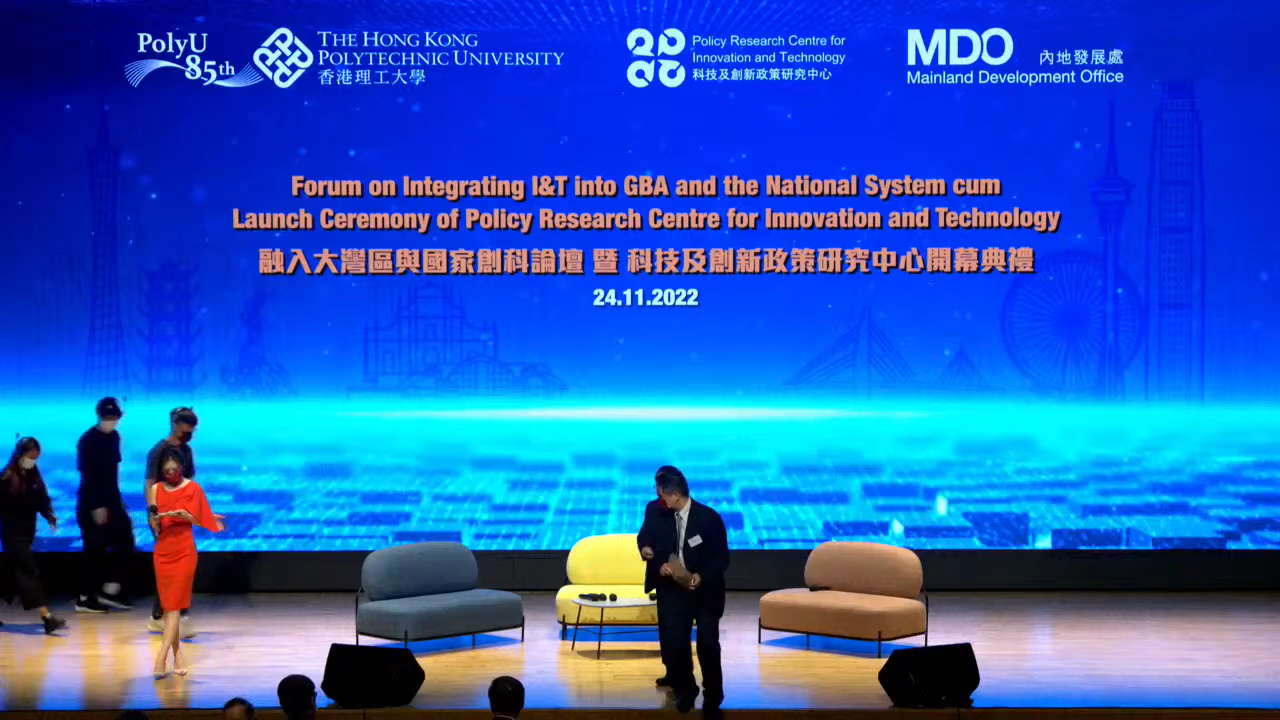 PolyU
85th
THE HONG KONG
POLYTECHNIC UNIVERSITY
香港理工大學
Policy Research Centre for
Innovation and Technology
科技及創新政策研究中心
MDO 內地發展處
Mainland Development Office
Forum on Integrating I&T into GBA and the National System cum
Launch Ceremony of Policy Research Centre for Innovation and Technology
融入大灣區與國家創科論壇 暨 科技及創新政策研究中心開幕典禮
24.11.2022